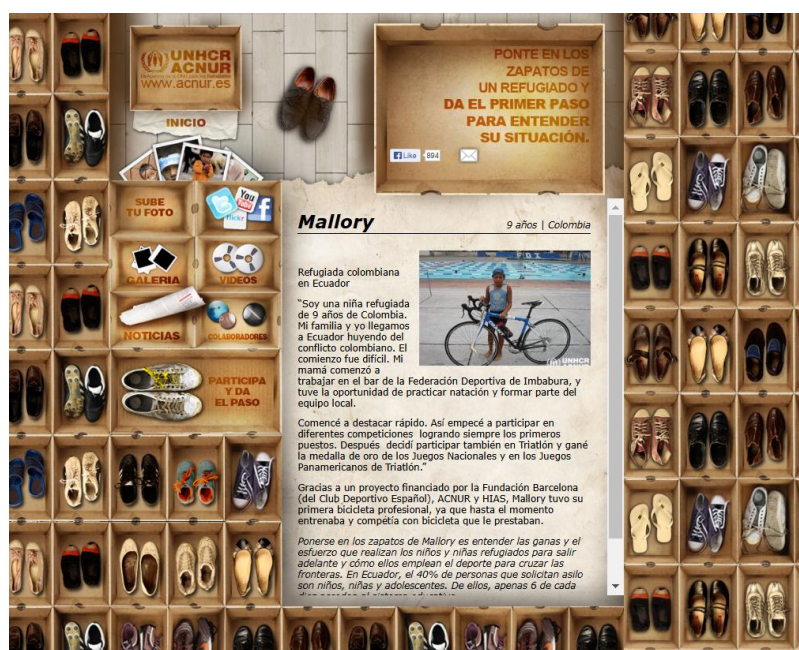 UNHCR
ACNUR
www.acnur.es
INICIO
PONTE EN LOS
ZAPATOS DE
UN REFUGIADO Y
DA EL PRIMER PASO
PARA ENTENDER
SU SITUACIÓN.
Like 894
SUBE
TU FOTO
You
Tube
flickr
GALERIA
VIDEOS
NOTICIAS
COLABORADORES
PARTICIPA
Y DA
EL PASO
Mallory
9 años | Colombia
Refugiada colombiana
en Ecuador
UNHCR
“Soy una niña refugiada
de 9 años de Colombia.
Mi familia y yo llegamos
a Ecuador huyendo del
conflicto colombiano. El
comienzo fue difícil. Mi
mamá comenzó a
trabajar en el bar de la Federación Deportiva de Imbabura, y
tuve la oportunidad de practicar natación y formar parte del
equipo local.
Comencé a destacar rápido. Así empecé a participar en
diferentes competiciones logrando siempre los primeros
puestos. Después decidí participar también en Triatlón y gané
la medalla de oro de los Juegos Nacionales y en los Juegos
Panamericanos de Triatlón.”
Gracias a un proyecto financiado por la Fundación Barcelona
(del Club Deportivo Español), ACNUR y HIAS, Mallory tuvo su
primera bicicleta profesional, ya que hasta el momento
entrenaba y competía con bicicleta que le prestaban.
Ponerse en los zapatos de Mallory es entender las ganas y el
esfuerzo que realizan los niños y niñas refugiados para salir
adelante y cómo ellos emplean el deporte para cruzar las
fronteras. En Ecuador, el 40% de personas que solicitan asilo
son niños, niñas y adolescentes. De ellos, apenas 6 de cada